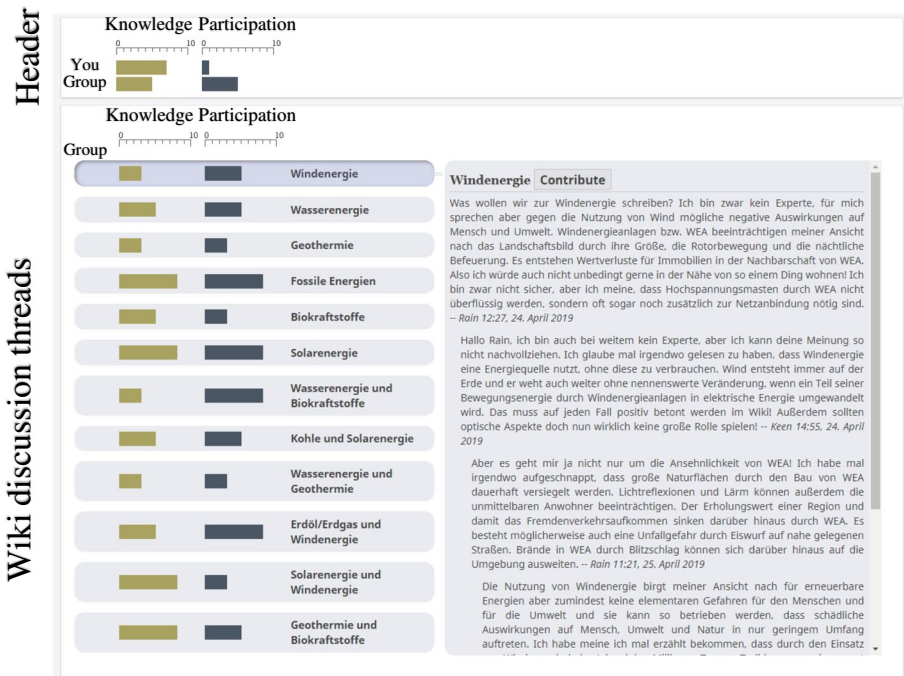 Header
Knowledge Participation
0 10 0 10
You
Group
Wiki discussion threads
Knowledge Participation
0 10 0 10
Group
Windenergie
Wasserenergie
Geothermie
Fossile Energien
Biokraftstoffe
Solarenergie
Wasserenergie und
Biokraftstoffe
Kohle und Solarenergie
Wasserenergie und
Geothermie
Erdöl/Erdgas und
Windenergie
Solarenergie und
Windenergie
Geothermie und
Biokraftstoffe
Windenergie Contribute
Was wollen wir zur Windenergie schreiben? Ich bin zwar kein Experte, für mich
sprechen aber gegen die Nutzung von Wind mögliche negative Auswirkungen auf
Mensch und Umwelt. Windenergieanlagen bzw. WEA beeinträchtigen meiner Ansicht
nach das Landschaftsbild durch ihre Größe, die Rotorbewegung und die nächtliche
Befeuerung. Es entstehen Wertverluste für Immobilien in der Nachbarschaft von WEA.
Also ich würde auch nicht unbedingt gerne in der Nähe von so einem Ding wohnen! Ich
bin zwar nicht sicher, aber ich meine, dass Hochspannungsmasten durch WEA nicht
überflüssig werden, sondern oft sogar noch zusätzlich zur Netzanbindung nötig sind.
-- Rain 12:27, 24. April 2019
Hallo Rain, ich bin auch bei weitem kein Experte, aber ich kann deine Meinung so
nicht nachvollziehen. Ich glaube mal irgendwo gelesen zu haben, dass Windenergie
eine Energiequelle nutzt, ohne diese zu verbrauchen. Wind entsteht immer auf der
Erde und er weht auch weiter ohne nennenswerte Veränderung, wenn ein Teil seiner
Bewegungsenergie durch Windenergieanlagen in elektrische Energie umgewandelt
wird. Das muss auf jeden Fall positiv betont werden im Wiki! Außerdem sollten
optische Aspekte doch nun wirklich keine große Rolle spielen! -- Keen 14:55, 24. April
2019
Aber es geht mir ja nicht nur um die Ansehnlichkeit von WEA! Ich habe mal
irgendwo aufgeschnappt, dass große Naturflächen durch den Bau von WEA
dauerhaft versiegelt werden. Lichtreflexionen und Lärm können außerdem die
unmittelbaren Anwohner beeinträchtigen. Der Erholungswert einer Region und
damit das Fremdenverkehrsaufkommen sinken darüber hinaus durch WEA. Es
besteht möglicherweise auch eine Unfallgefahr durch Eiswurf auf nahe gelegenen
Straßen. Brände in WEA durch Blitzschlag können sich darüber hinaus auf die
Umgebung ausweiten. -- Rain 11:21, 25. April 2019
Die Nutzung von Windenergie birgt meiner Ansicht nach für erneuerbare
Energien aber zumindest keine elementaren Gefahren für den Menschen und
für die Umwelt und sie kann so betrieben werden, dass schädliche
Auswirkungen auf Mensch, Umwelt und Natur in nur geringem Umfang
auftreten. Ich habe meine ich mal erzählt bekommen, dass durch den Einsatz